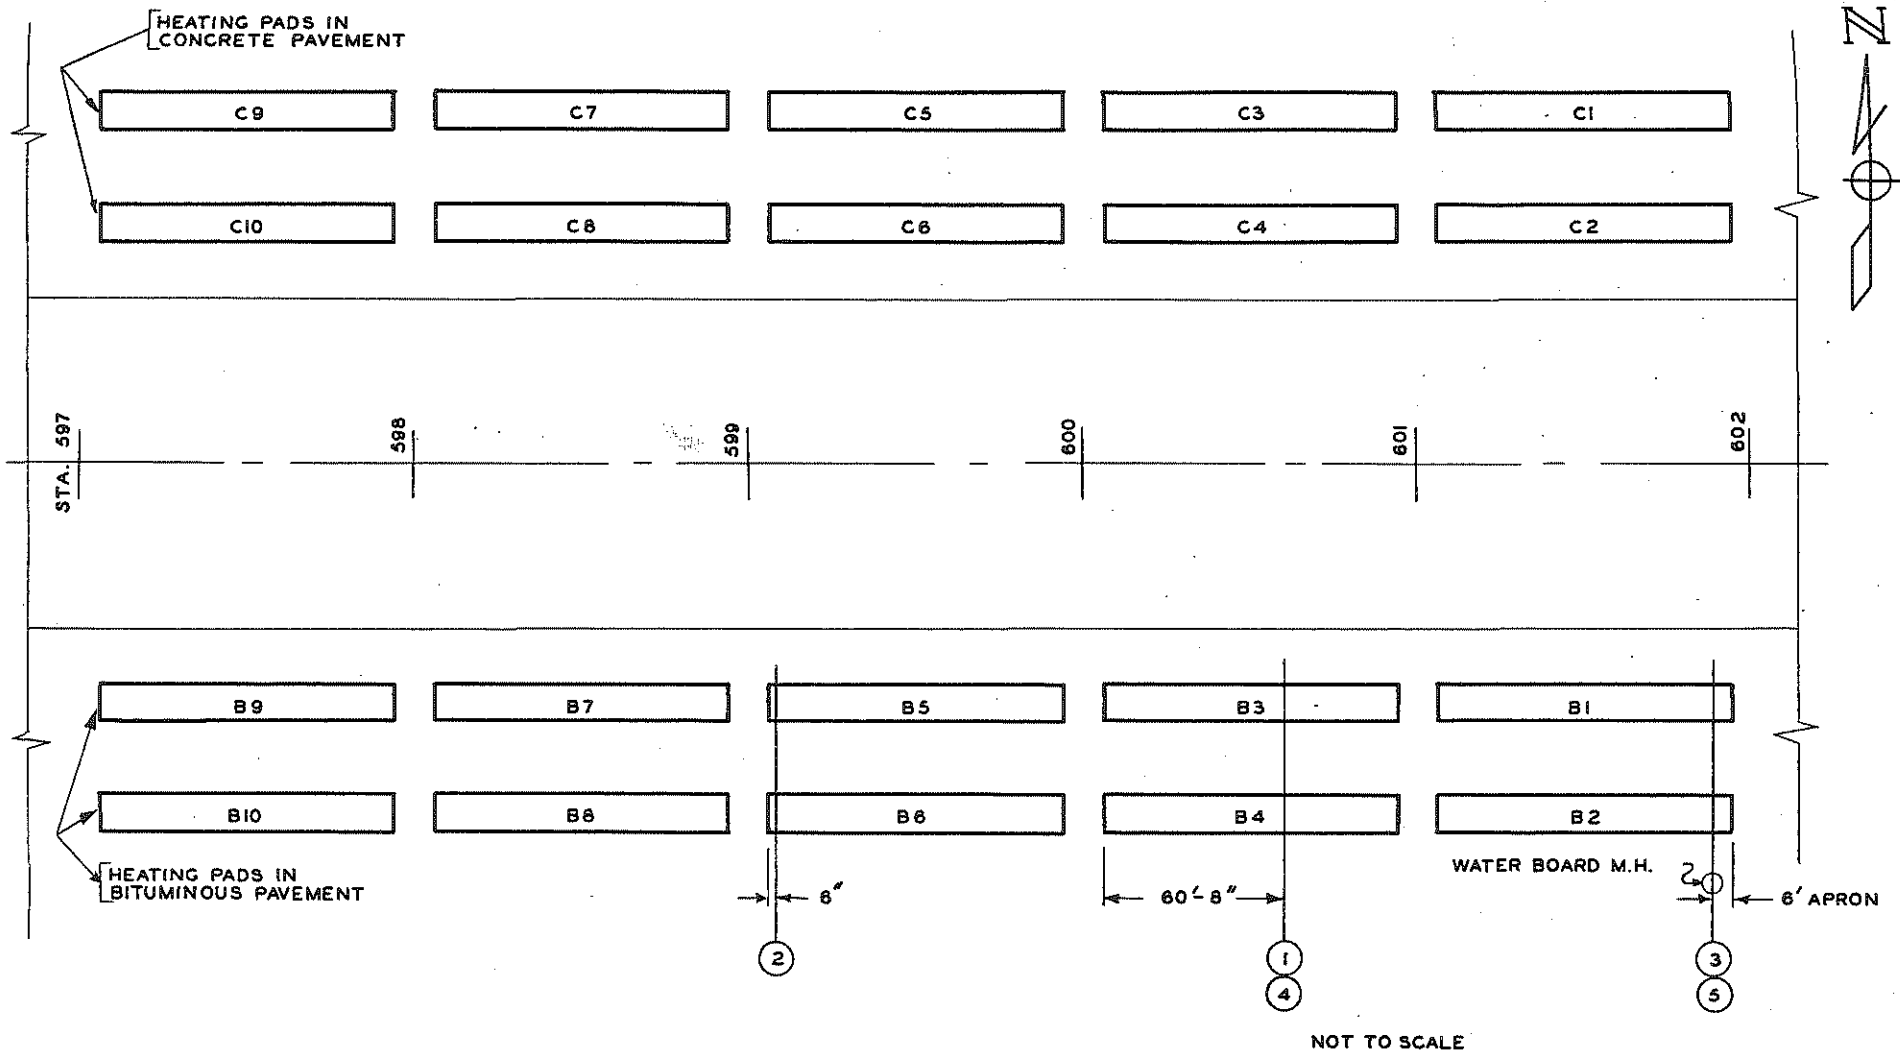 HEATING PADS IN
CONCRETE PAVEMENT
N
C9 C7 C5 C3 C1
C10 C8 C6 C4 C2
STA. 597 598 599 600 601 602
B9 B7 B5 B3 B1
B10 B8 B6 B4 B2
HEATING PADS IN
BITUMINOUS PAVEMENT
WATER BOARD M.H.
6" 60'-8" 6' APRON
2 1 3
4 5
NOT TO SCALE